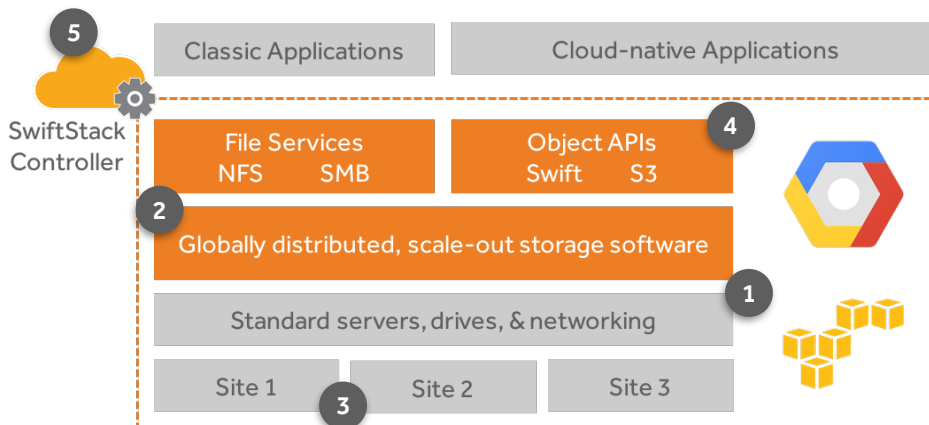 5
Classic Applications
Cloud-native Applications
SwiftStack
Controller
File Services
NFS SMB
Object APIs
Swift S3
4
2
Globally distributed, scale-out storage software
1
Standard servers, drives, & networking
Site 1
Site 2
Site 3
3